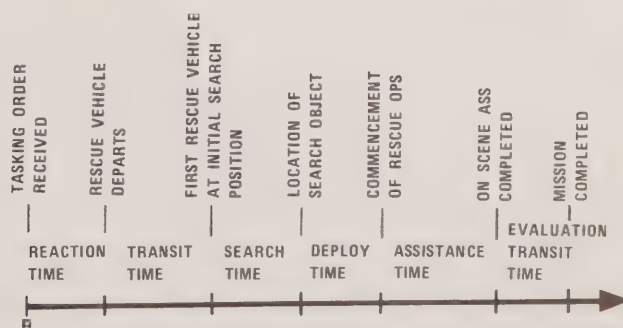 TASKING ORDER
RECEIVED
RESCUE VEHICLE
DEPARTS
FIRST RESCUE VEHICLE
AT INITIAL SEARCH
POSITION
LOCATION OF
SEARCH OBJECT
COMMENCEMENT
OF RESCUE OPS
ON SCENE ASS
COMPLETED
MISSION
COMPLETED
REACTION
TIME
TRANSIT
TIME
SEARCH
TIME
DEPLOY
TIME
ASSISTANCE
TIME
EVALUATION
TRANSIT
TIME